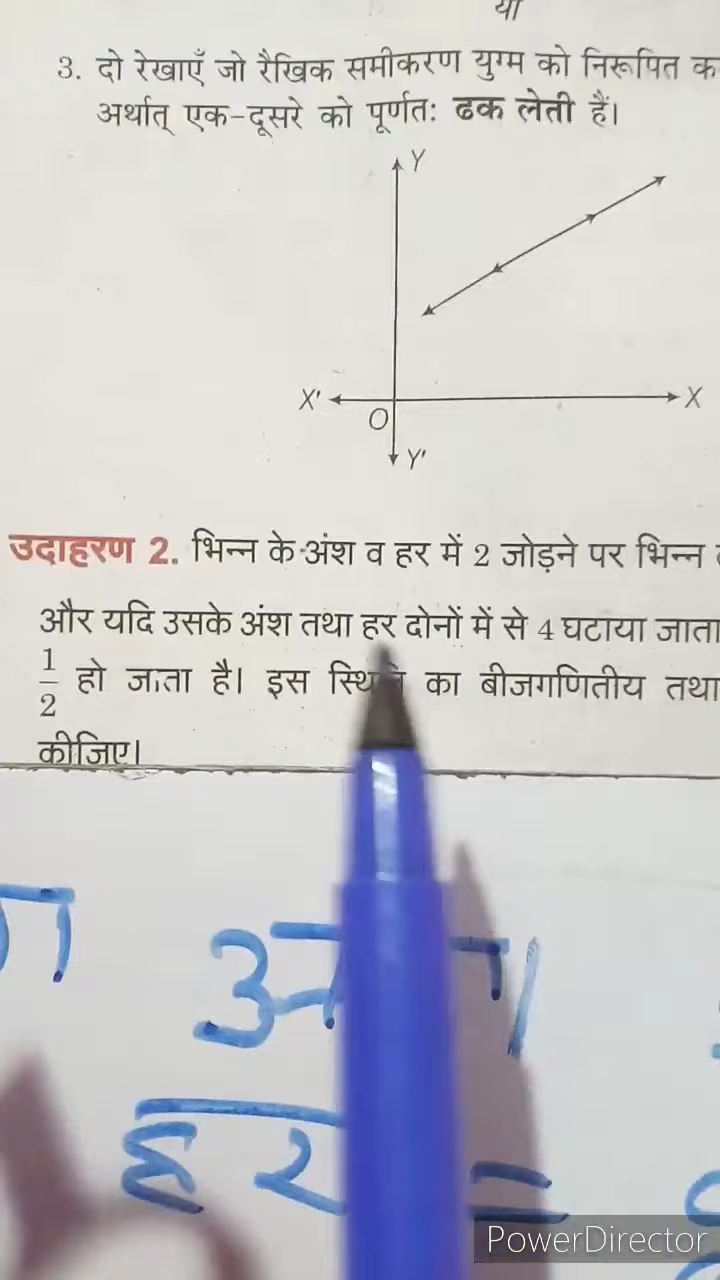 या
3. दो रेखाएँ जो रैखिक समीकरण युग्म को निरूपित क
अर्थात् एक-दूसरे को पूर्णतः ढक लेती हैं।
Y
X'
X
O
Y'
उदाहरण 2. भिन्न के अंश व हर में 2 जोड़ने पर भिन्न
और यदि उसके अंश तथा हर दोनों में से 4 घटाया जाता
1/2 हो जाता है। इस का बीजगणितीय तथा
कीजिए।
हर =
PowerDirector